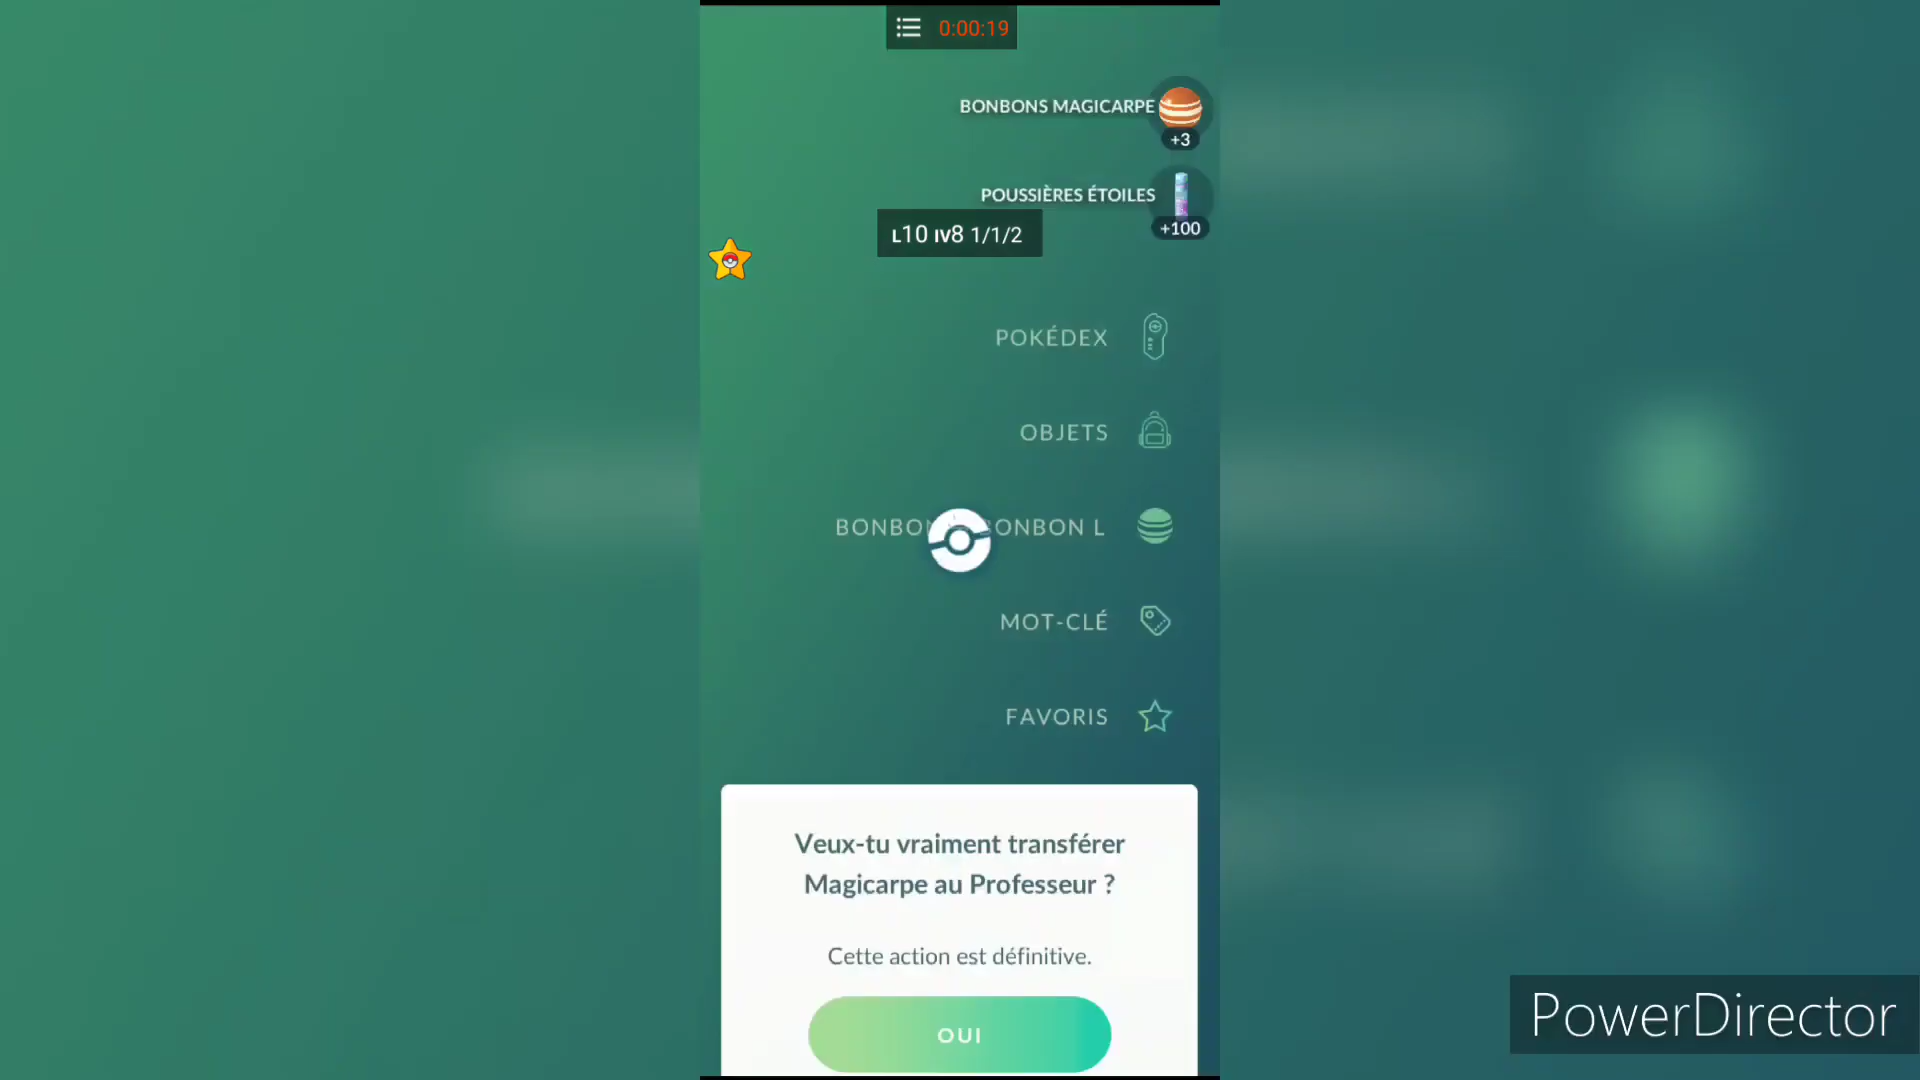 0:00:19
BONBONS MAGICARPE
+3
POUSSIÈRES ÉTOILES
+100
L10 IV8 1/1/2
POKÉDEX
OBJETS
BONBON L
MOT-CLÉ
FAVORIS
Veux-tu vraiment transférer
Magicarpe au Professeur ?
Cette action est définitive.
OUI
PowerDirector